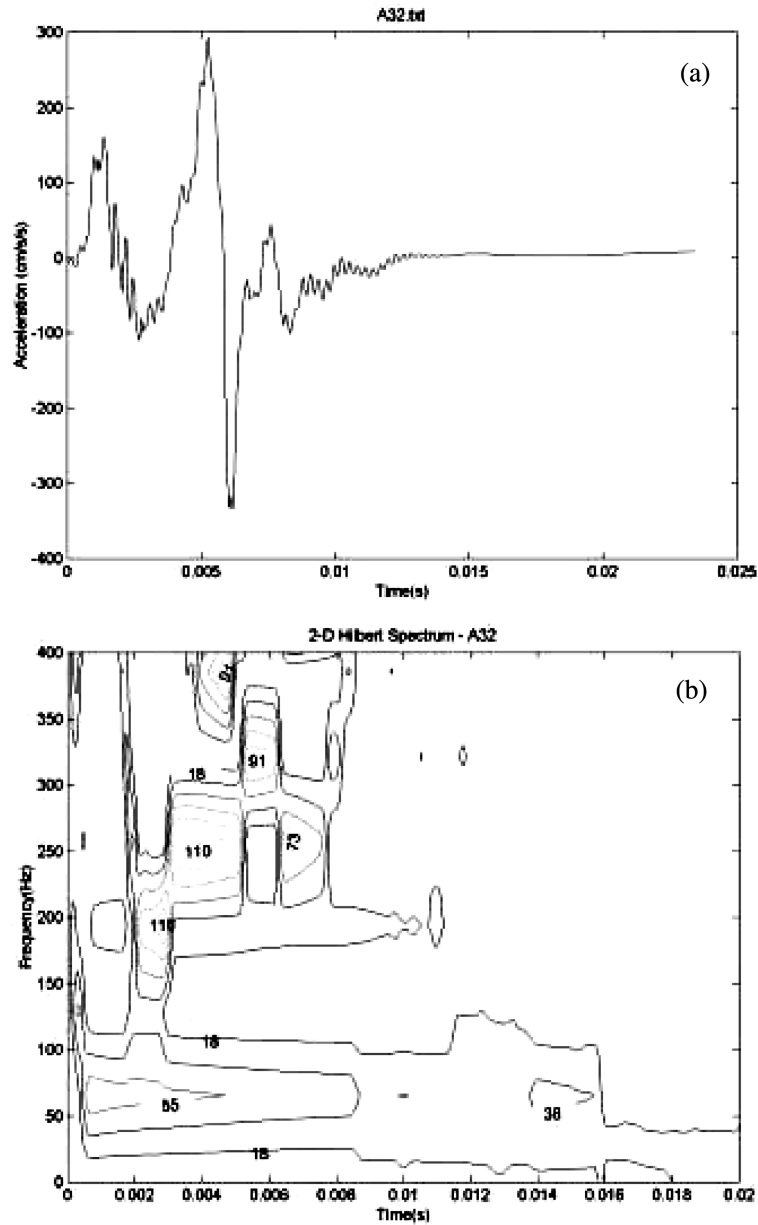 A32.txt
(a)
300
200
100
0
-100
-200
-300
-400
Acceleration (cm/s/s)
0 0.005 0.01 0.015 0.02 0.025
Time(s)
2-D Hilbert Spectrum - A32
(b)
400
350
300
250
200
150
100
50
0
Frequency(Hz)
91
91
18
110
73
110
18
55
38
18
0 0.002 0.004 0.006 0.008 0.01 0.012 0.014 0.016 0.018 0.02
Time(s)